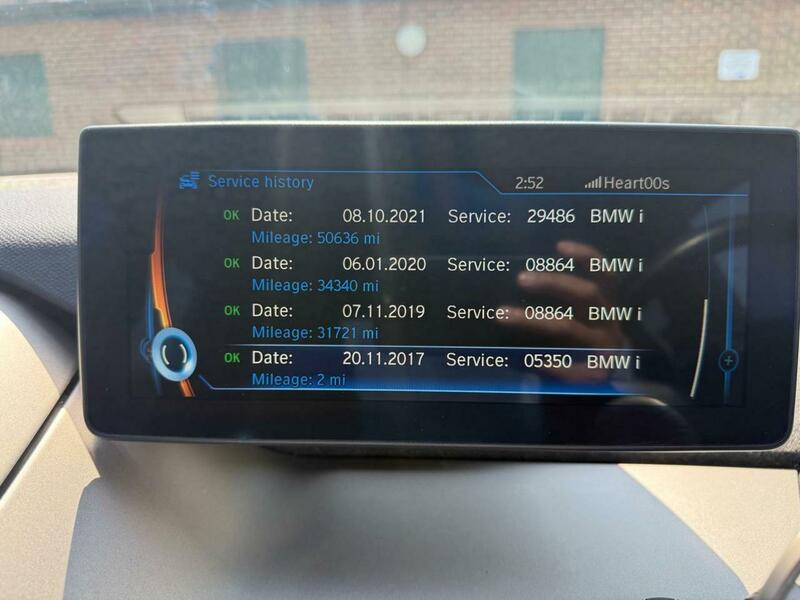 Service history 2:52 Heart00s
OK Date: 08.10.2021 Service: 29486 BMW i
Mileage: 50636 mi
OK Date: 06.01.2020 Service: 08864 BMW i
Mileage: 34340 mi
OK Date: 07.11.2019 Service: 08864 BMW i
Mileage: 31721 mi
OK Date: 20.11.2017 Service: 05350 BMW i
Mileage: 2 mi